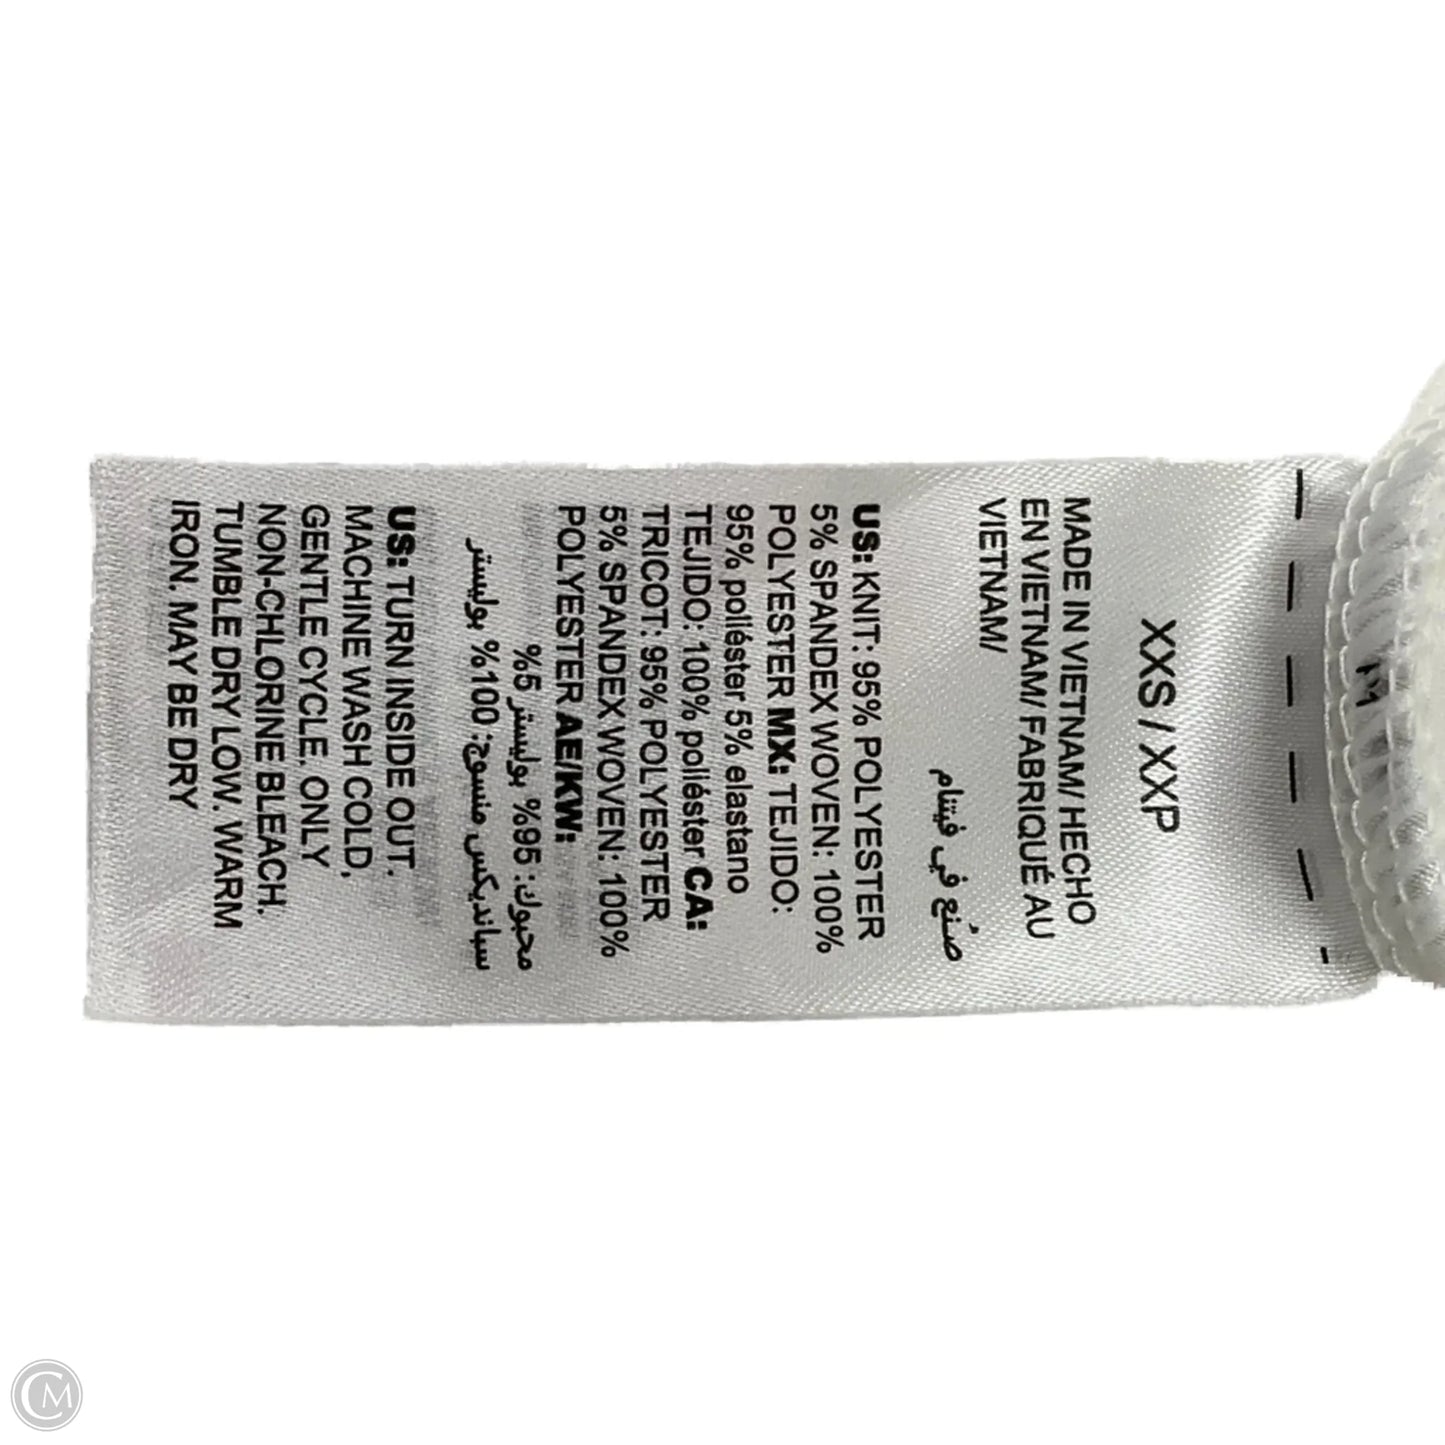 XXS / XXP
MADE IN VIETNAM/ HECHO
EN VIETNAM/ FABRIQUÉ AU
VIETNAM/
صُنع في فيتنام
US: KNIT: 95% POLYESTER
5% SPANDEX WOVEN: 100%
POLYESTER MX: TEJIDO:
95% poliéster 5% elastano
TEJIDO: 100% poliéster CA:
TRICOT: 95% POLYESTER
5% SPANDEX WOVEN: 100%
POLYESTER AE/KW:
محبوك: 95% بوليستر 5%
سباندیکس منسوج: 100% بوليستر
US: TURN INSIDE OUT.
MACHINE WASH COLD,
GENTLE CYCLE. ONLY
NON-CHLORINE BLEACH.
TUMBLE DRY LOW. WARM
IRON. MAY BE DRY
CM